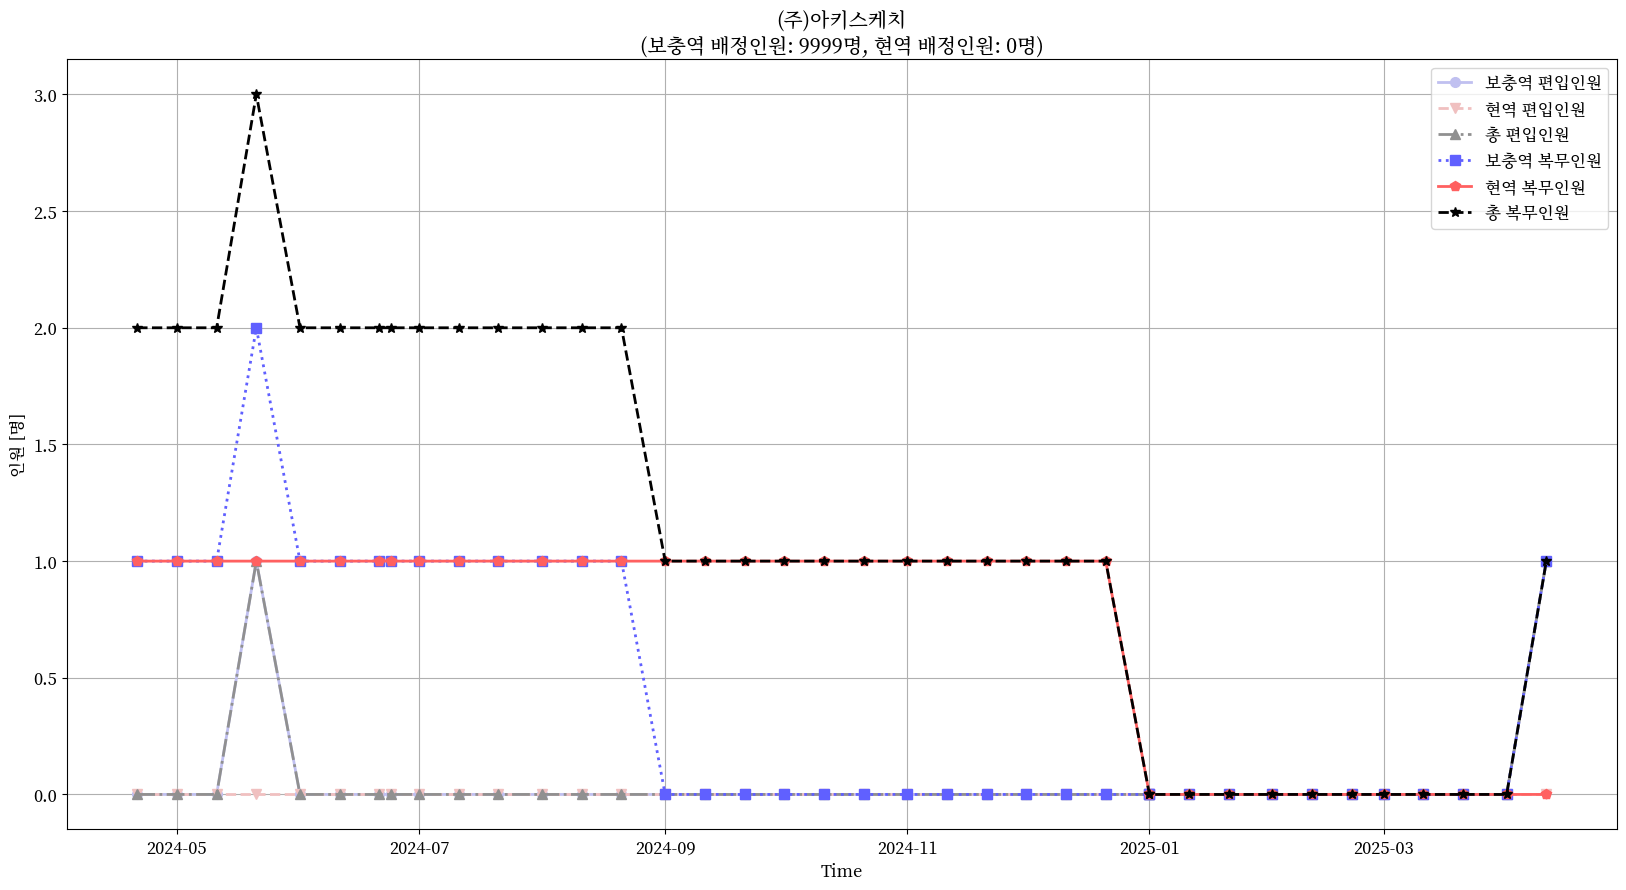 (주)아키스케치
(보충역 배정인원: 9999명, 현역 배정인원: 0명)
보충역 편입인원
현역 편입인원
총 편입인원
보충역 복무인원
현역 복무인원
총 복무인원
인원 [명]
3.0
2.5
2.0
1.5
1.0
0.5
0.0
2024-05
2024-07
2024-09
2024-11
2025-01
2025-03
Time